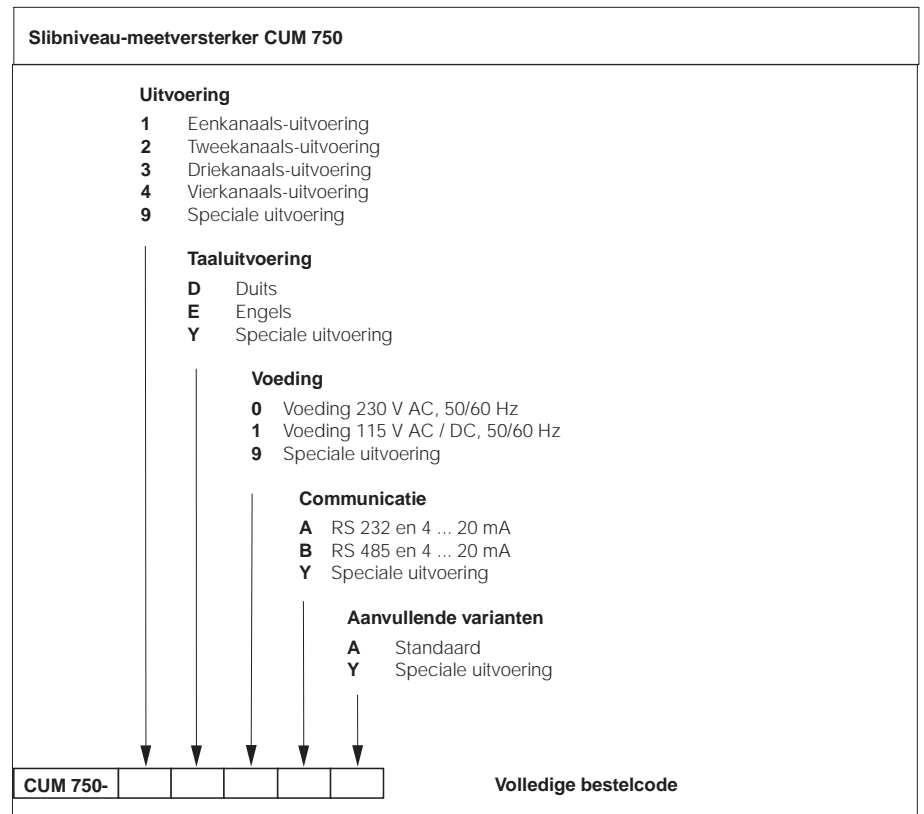 Slibniveau-meetversterker CUM 750
Uitvoering
1 Eenkanaals-uitvoering
2 Tweekanaals-uitvoering
3 Driekanaals-uitvoering
4 Vierkanaals-uitvoering
9 Speciale uitvoering
Taaluitvoering
D Duits
E Engels
Y Speciale uitvoering
Voeding
0 Voeding 230 V AC, 50/60 Hz
1 Voeding 115 V AC / DC, 50/60 Hz
9 Speciale uitvoering
Communicatie
A RS 232 en 4 ... 20 mA
B RS 485 en 4 ... 20 mA
Y Speciale uitvoering
Aanvullende varianten
A Standaard
Y Speciale uitvoering
CUM 750- Volledige bestelcode